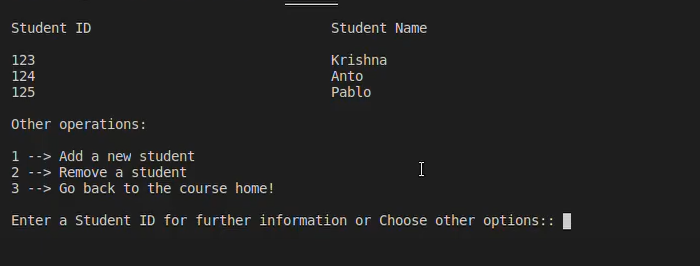 Student ID Student Name
123 Krishna
124 Anto
125 Pablo
Other operations:
1 --> Add a new student
2 --> Remove a student
3 --> Go back to the course home!
Enter a Student ID for further information or Choose other options::